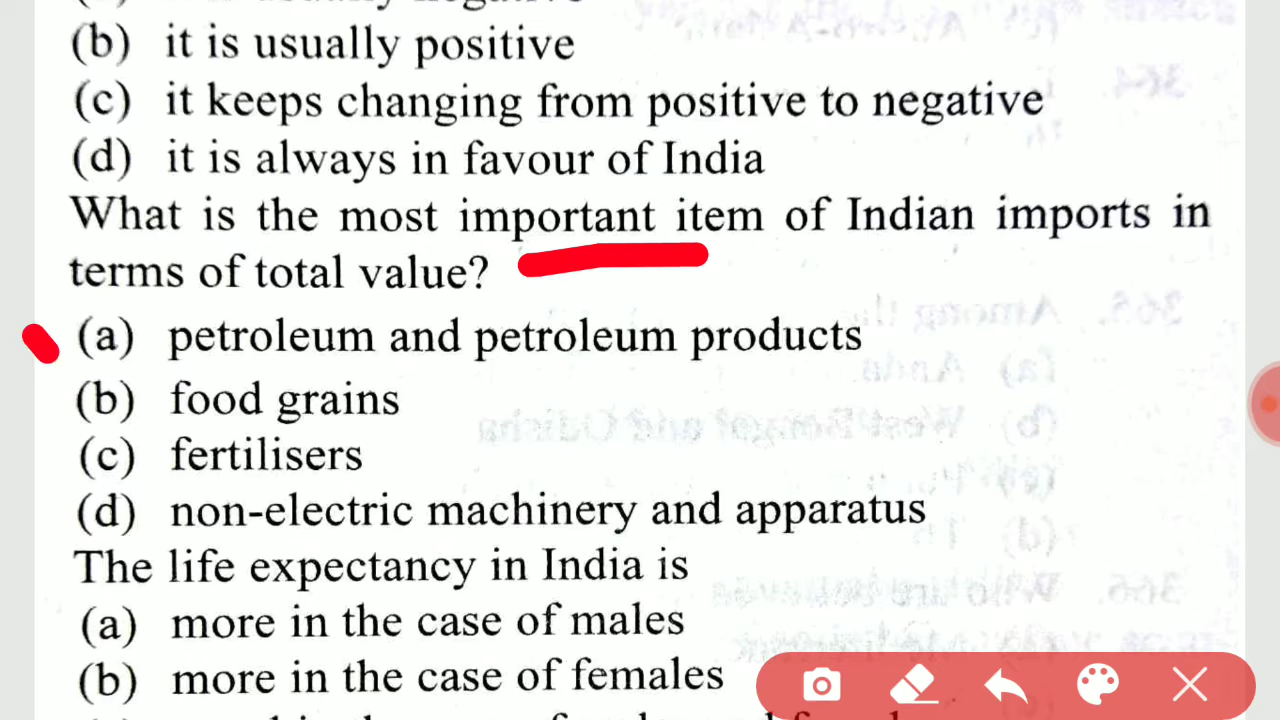 (b) it is usually positive
(c) it keeps changing from positive to negative
(d) it is always in favour of India
What is the most important item of Indian imports in
terms of total value?
(a) petroleum and petroleum products
(b) food grains
(c) fertilisers
(d) non-electric machinery and apparatus
The life expectancy in India is
(a) more in the case of males
(b) more in the case of females